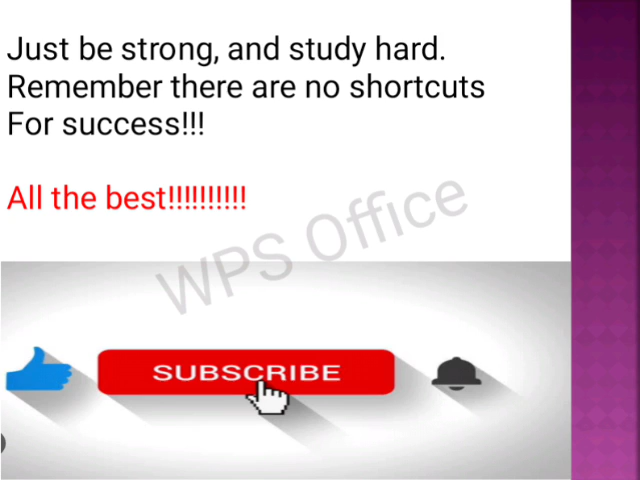 Just be strong, and study hard.
Remember there are no shortcuts
For success!!!
All the best!!!!!!!!!!
WPS Office
SUBSCRIBE